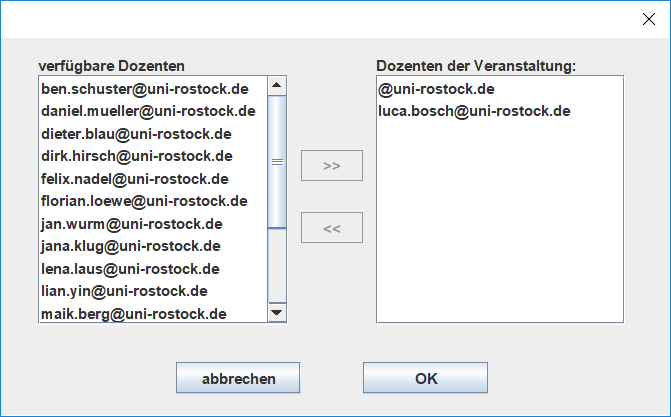 verfügbare Dozenten
ben.schuster@uni-rostock.de
daniel.mueller@uni-rostock.de
dieter.blau@uni-rostock.de
dirk.hirsch@uni-rostock.de
felix.nadel@uni-rostock.de
florian.loewe@uni-rostock.de
jan.wurm@uni-rostock.de
jana.klug@uni-rostock.de
lena.laus@uni-rostock.de
lian.yin@uni-rostock.de
maik.berg@uni-rostock.de
>>
<<
Dozenten der Veranstaltung:
@uni-rostock.de
luca.bosch@uni-rostock.de
abbrechen
OK